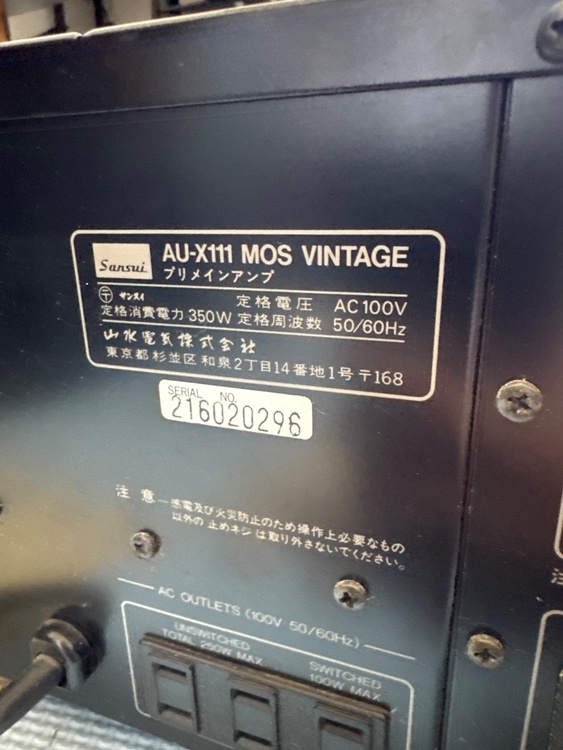 Sansui AU-X111 MOS VINTAGE
プリメインアンプ
〒 サンスイ 定格電圧 AC100V
定格消費電力 350W 定格周波数 50/60Hz
山水電気株式会社
東京都杉並区和泉2丁目14番地1号 〒168
SERIAL NO.
216020296
注意―感電及び火災防止のため操作上必要なもの
以外の止めネジは取り外さないでください。
AC OUTLETS (100V 50/60Hz)
UNSWITCHED
TOTAL 250W MAX
SWITCHED
100W MAX
注